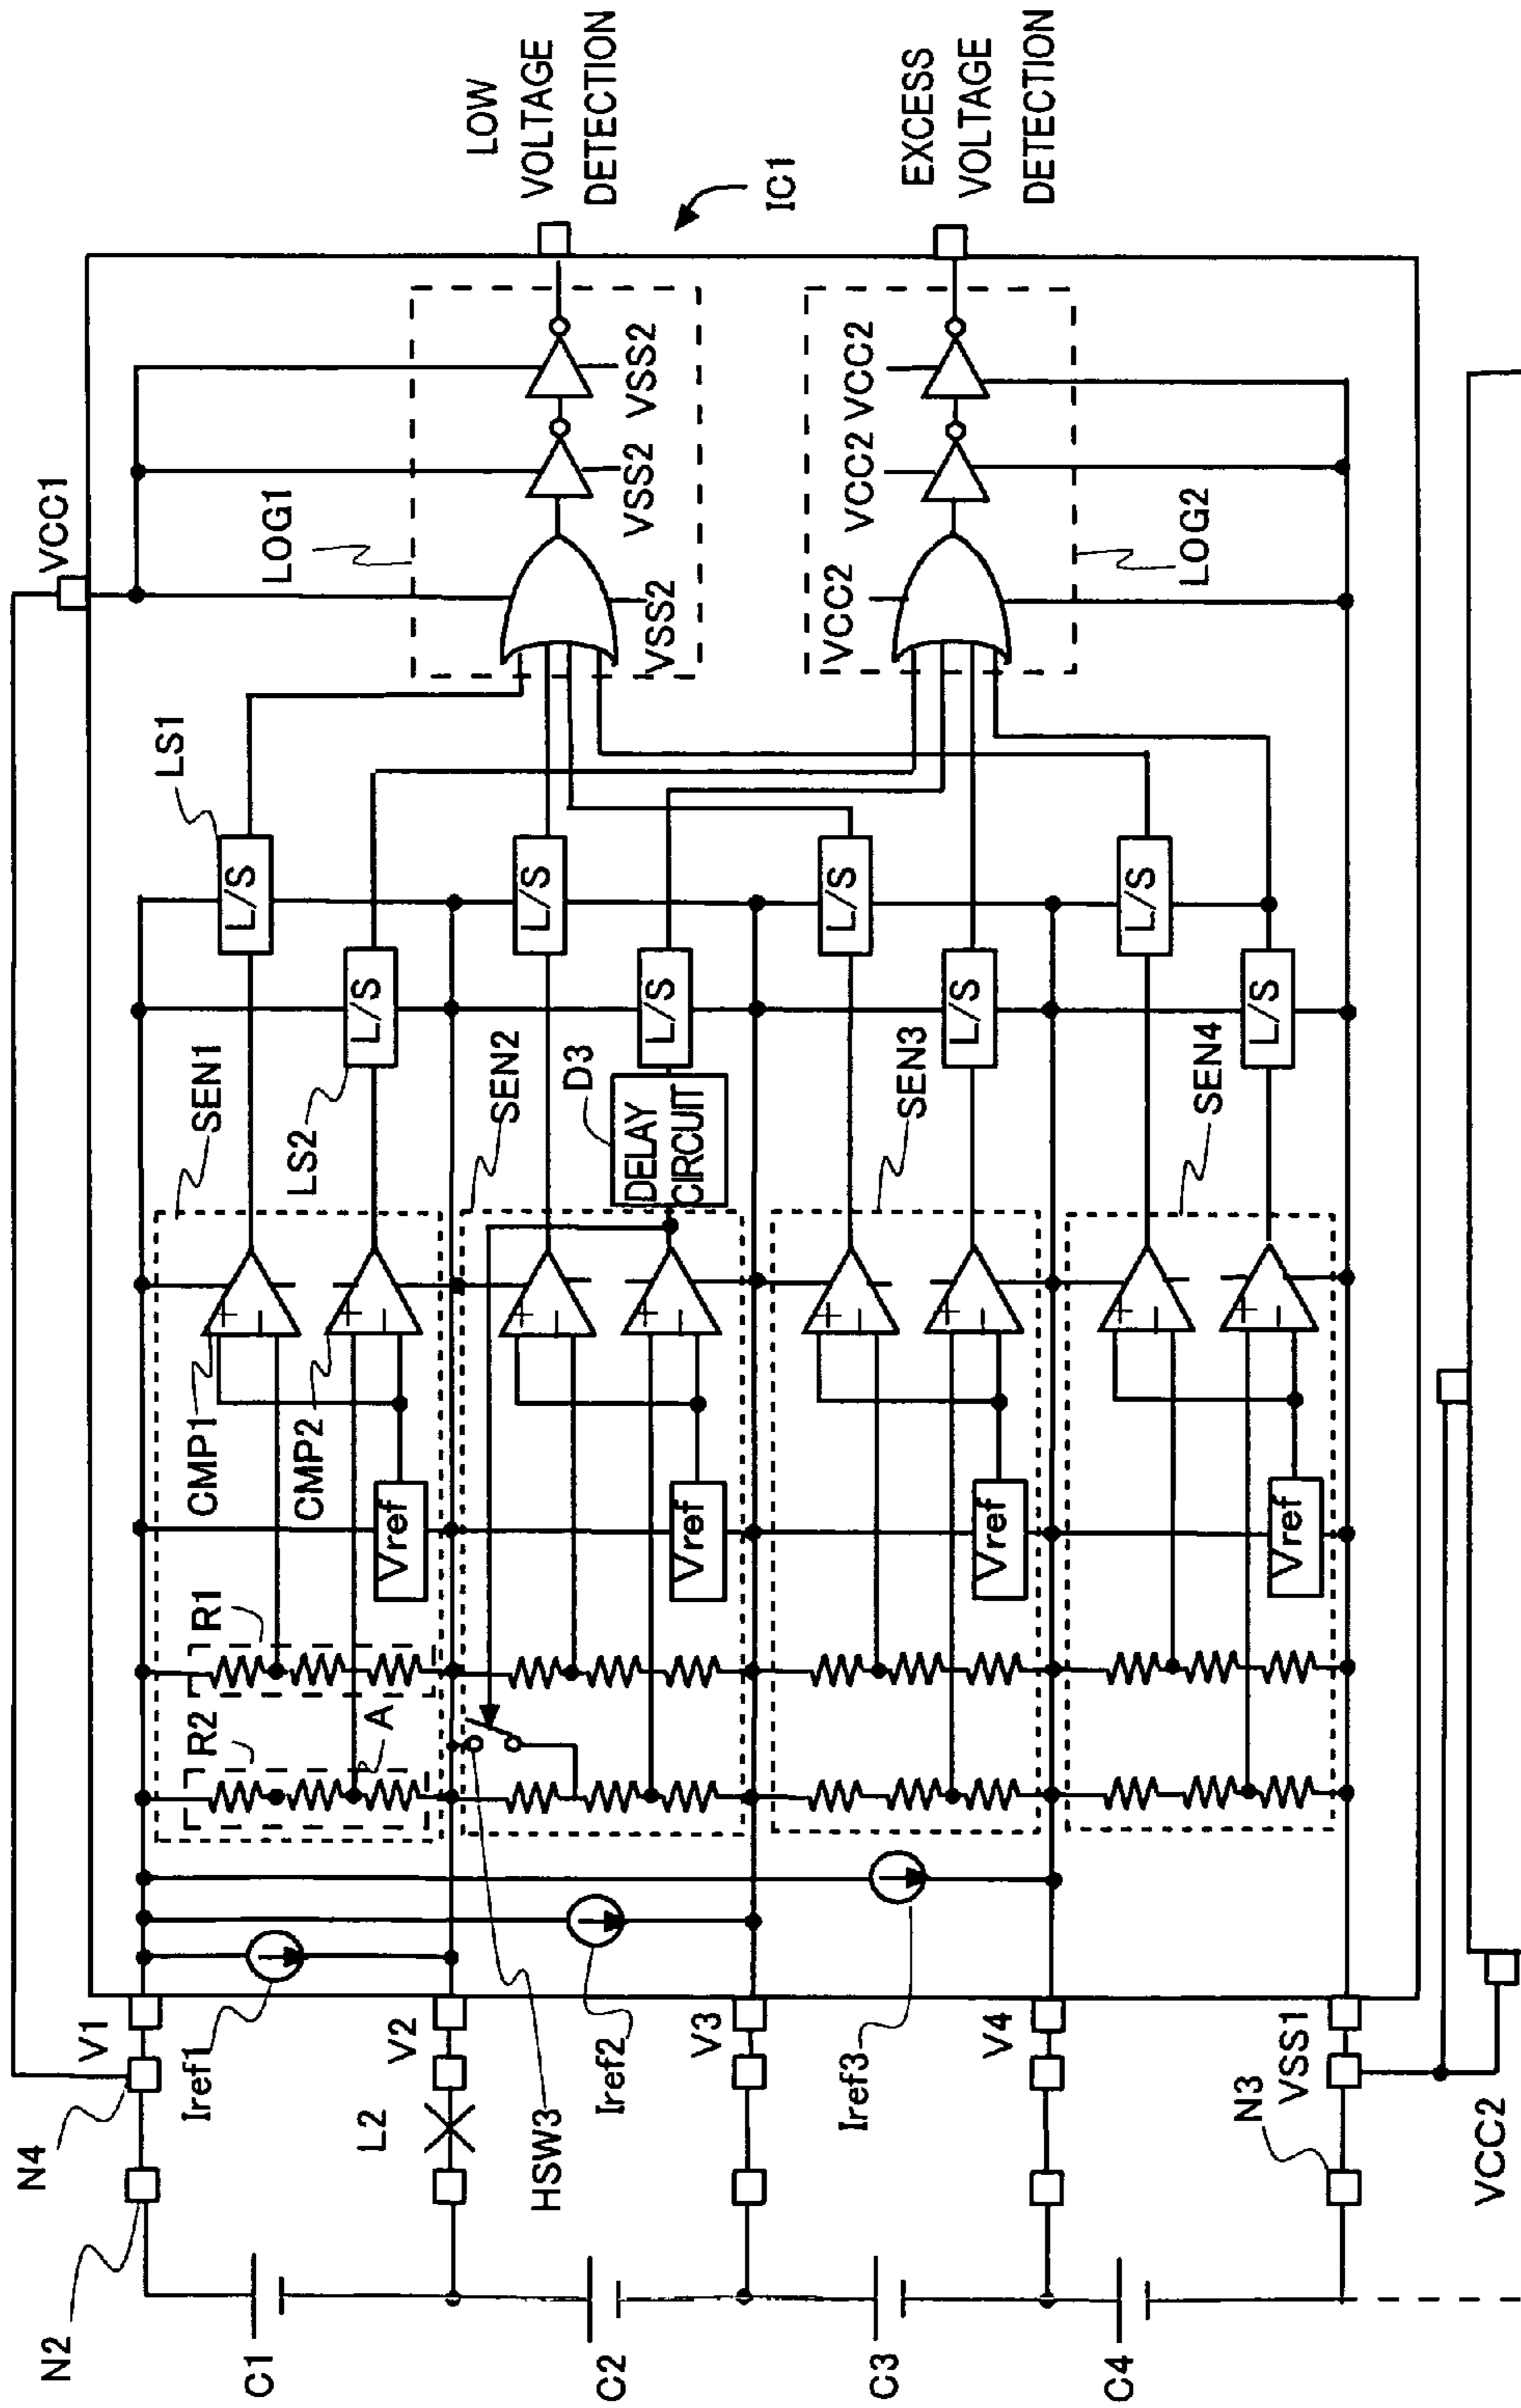 N2
N4
C1
C2
C3
C4
V1
V2
V3
V4
VSS1
N3
L2
Iref1
HSW3
Iref2
Iref3
VCC2
R2
R1
A
Vref
Vref
Vref
Vref
CMP1
CMP2
+
−
+
−
+
−
+
−
+
−
+
−
+
−
+
−
SEN1
LS2
SEN2
D3
DELAY
CIRCUIT
SEN3
SEN4
LS1
L/S
L/S
L/S
L/S
L/S
L/S
L/S
L/S
VCC1
LOG1
VSS2
VSS2
VSS2
VCC2
VCC2
VCC2
LOG2
IC1
LOW
VOLTAGE
DETECTION
EXCESS
VOLTAGE
DETECTION